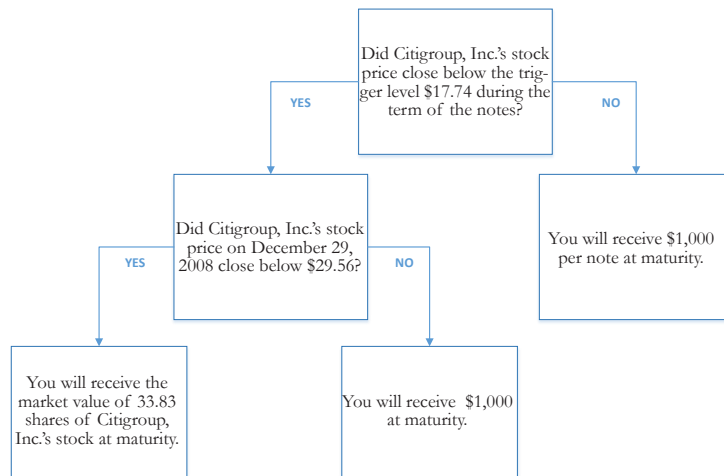 Did Citigroup, Inc.'s stock
price close below the trig-
ger level $17.74 during the
term of the notes?
YES
NO
Did Citigroup, Inc.'s stock
price on December 29,
2008 close below $29.56?
You will receive $1,000
per note at maturity.
YES
NO
You will receive the
market value of 33.83
shares of Citigroup,
Inc.'s stock at maturity.
You will receive $1,000
at maturity.